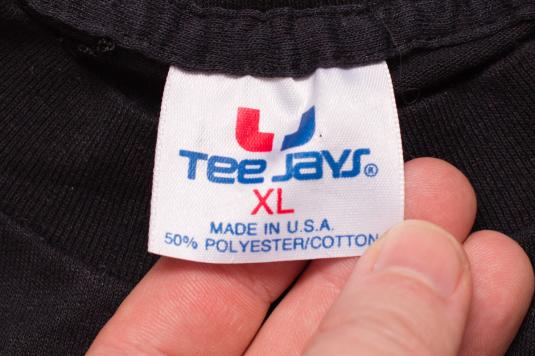 Tee Jays®
XL
MADE IN U.S.A.
50% POLYESTER/COTTON